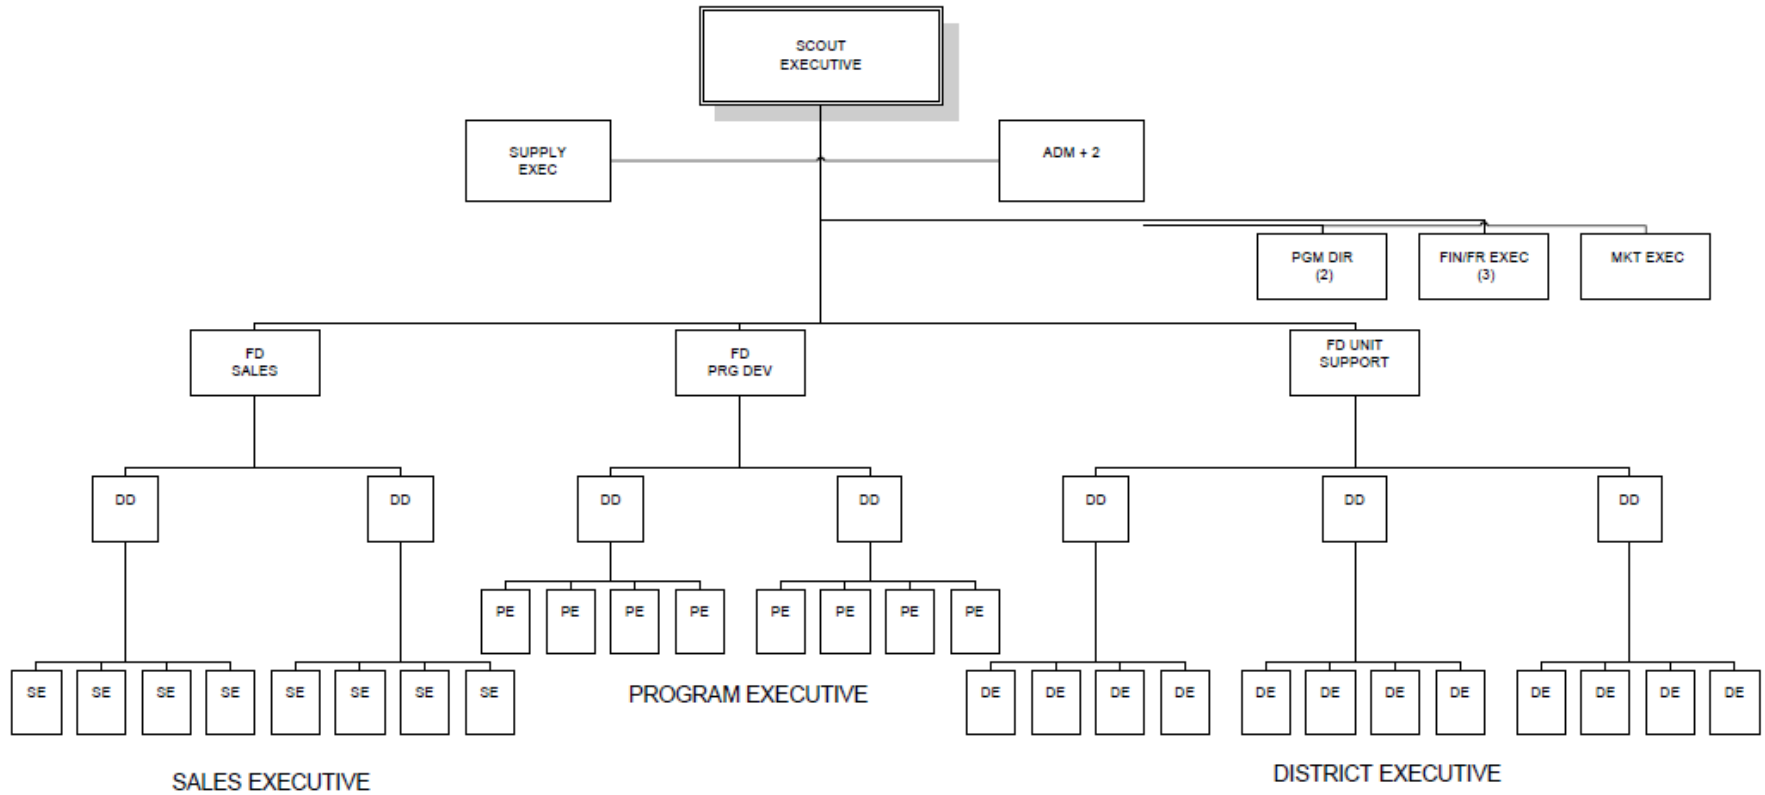 SCOUT
EXECUTIVE
SUPPLY
EXEC
ADM + 2
PGM DIR
(2)
FIN/FR EXEC
(3)
MKT EXEC
FD
SALES
FD
PRG DEV
FD UNIT
SUPPORT
DD
DD
DD
DD
DD
DD
DD
PE
PE
PE
PE
PE
PE
PE
PE
SE
SE
SE
SE
SE
SE
SE
SE
DE
DE
DE
DE
DE
DE
DE
DE
DE
DE
DE
DE
PROGRAM EXECUTIVE
SALES EXECUTIVE
DISTRICT EXECUTIVE